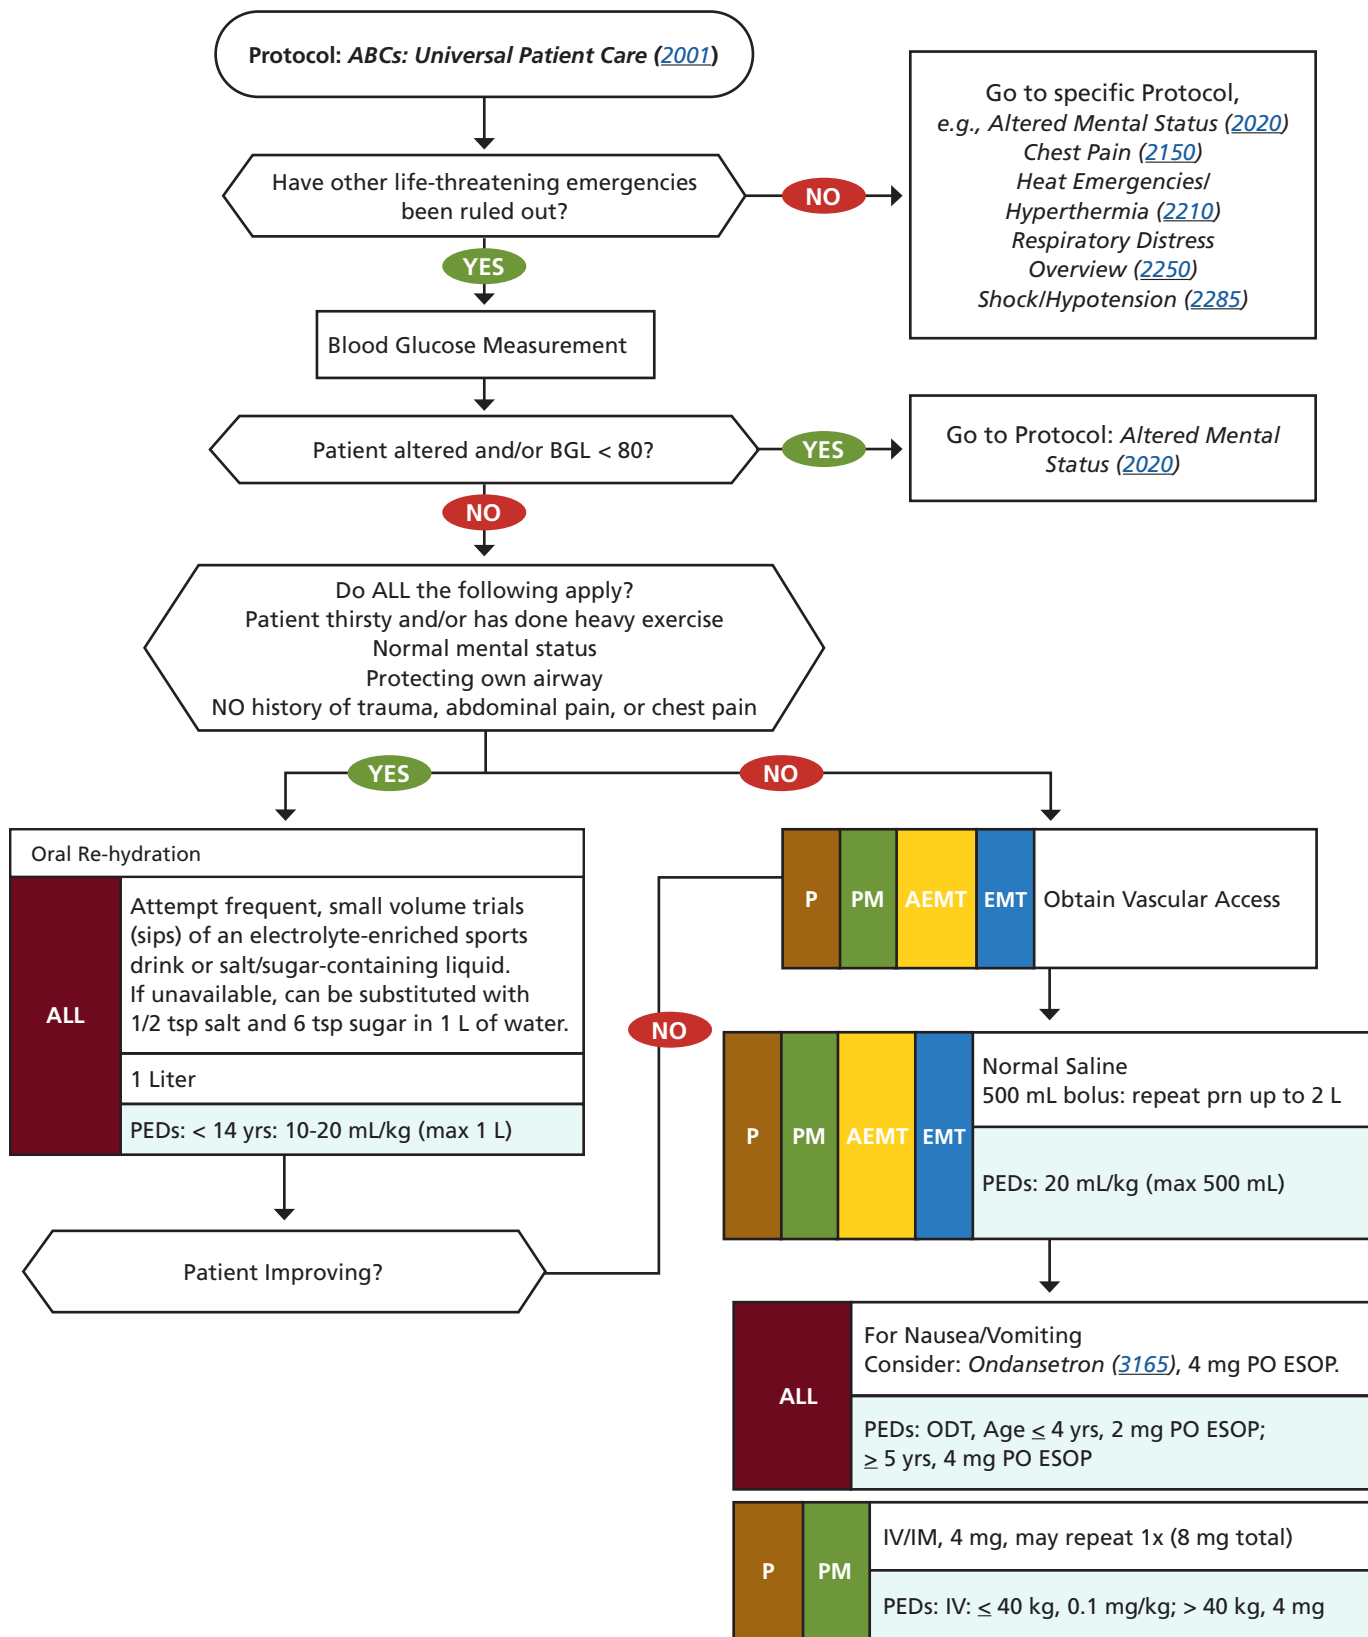 Protocol: ABCs: Universal Patient Care (2001)
Go to specific Protocol,
e.g., Altered Mental Status (2020)
Chest Pain (2150)
Heat Emergencies/
Hyperthermia (2210)
Respiratory Distress
Overview (2250)
Shock/Hypotension (2285)
Have other life-threatening emergencies
been ruled out?
NO
YES
Blood Glucose Measurement
Patient altered and/or BGL < 80?
YES
Go to Protocol: Altered Mental
Status (2020)
NO
Do ALL the following apply?
Patient thirsty and/or has done heavy exercise
Normal mental status
Protecting own airway
NO history of trauma, abdominal pain, or chest pain
YES
NO
Oral Re-hydration
ALL
Attempt frequent, small volume trials
(sips) of an electrolyte-enriched sports
drink or salt/sugar-containing liquid.
If unavailable, can be substituted with
1/2 tsp salt and 6 tsp sugar in 1 L of water.
1 Liter
PEDs: < 14 yrs: 10-20 mL/kg (max 1 L)
Patient Improving?
NO
P PM AEMT EMT Obtain Vascular Access
P PM AEMT EMT
Normal Saline
500 mL bolus: repeat prn up to 2 L
PEDs: 20 mL/kg (max 500 mL)
ALL
For Nausea/Vomiting
Consider: Ondansetron (3165), 4 mg PO ESOP.
PEDs: ODT, Age ≤ 4 yrs, 2 mg PO ESOP;
≥ 5 yrs, 4 mg PO ESOP
P PM
IV/IM, 4 mg, may repeat 1x (8 mg total)
PEDs: IV: ≤ 40 kg, 0.1 mg/kg; > 40 kg, 4 mg